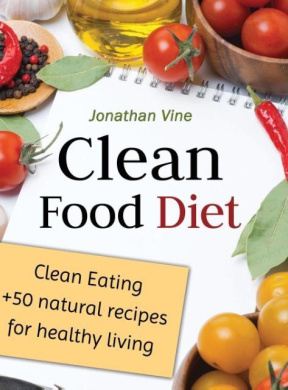 Jonathan Vine
Clean
Food Diet
Clean Eating
+50 natural recipes
for healthy living